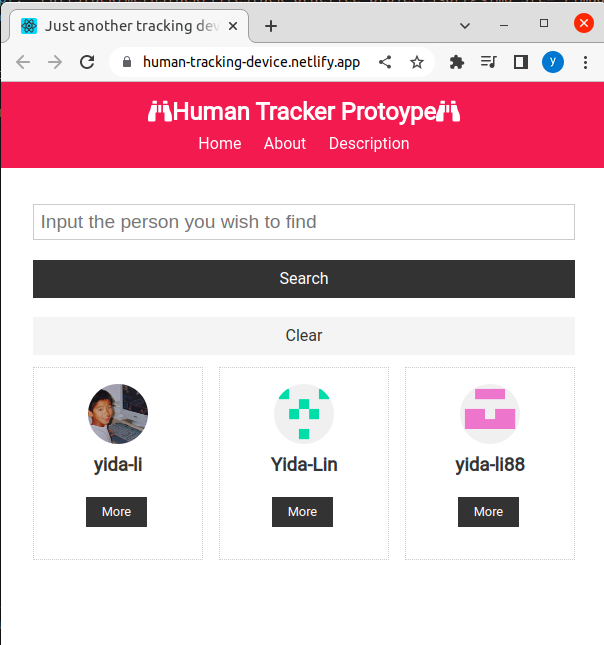 Just another tracking dev
human-tracking-device.netlify.app
y
Human Tracker Protoype
Home About Description
Input the person you wish to find
Search
Clear
yida-li Yida-Lin yida-li88
More More More